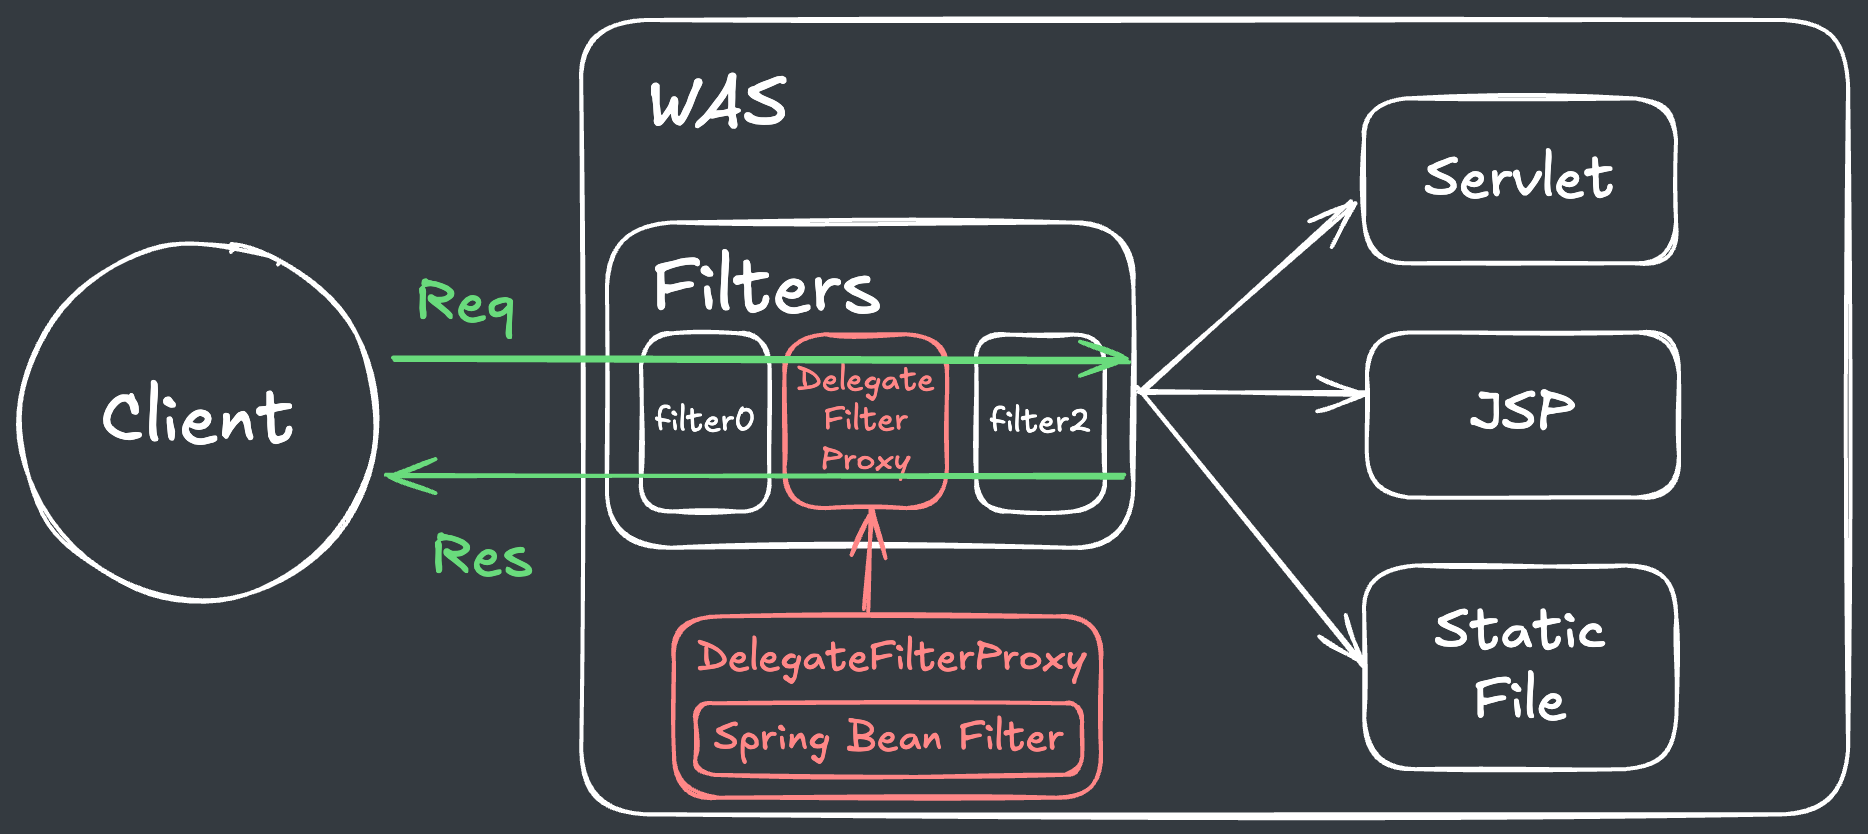 WAS
Servlet
Filters
Req
Delegate
Filter
Proxy
filter0
filter2
Client
JSP
Res
DelegateFilterProxy
Spring Bean Filter
Static
File